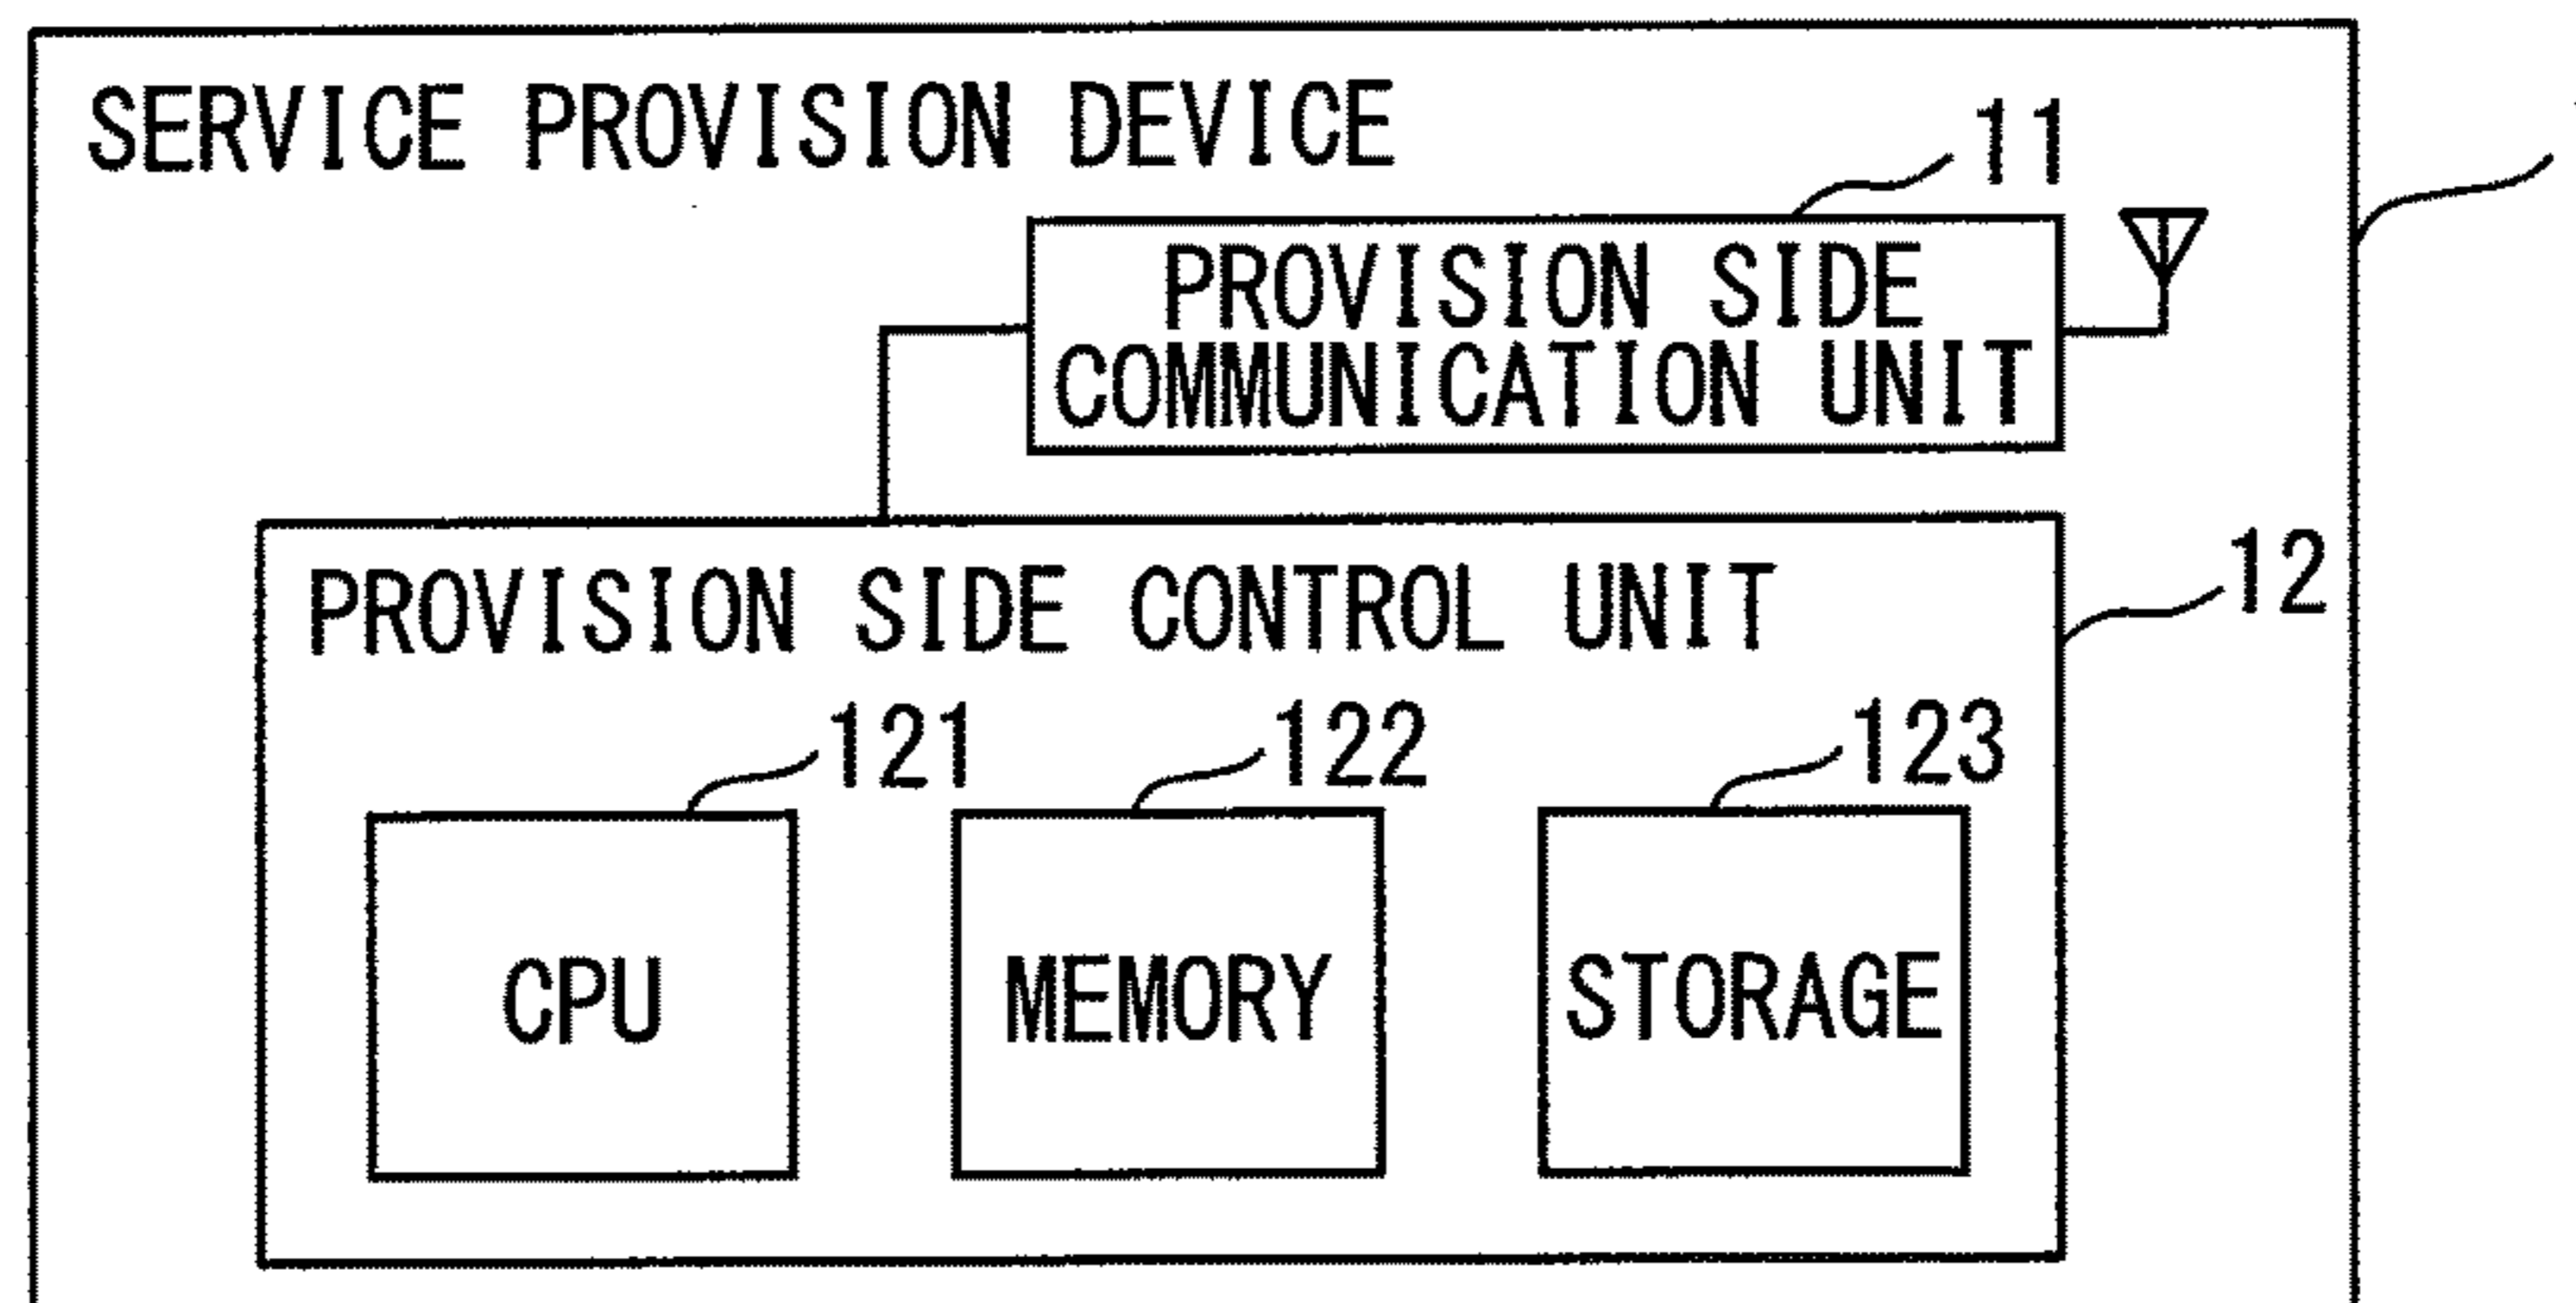 SERVICE PROVISION DEVICE
11
PROVISION SIDE
COMMUNICATION UNIT
12
PROVISION SIDE CONTROL UNIT
121
122
123
CPU
MEMORY
STORAGE